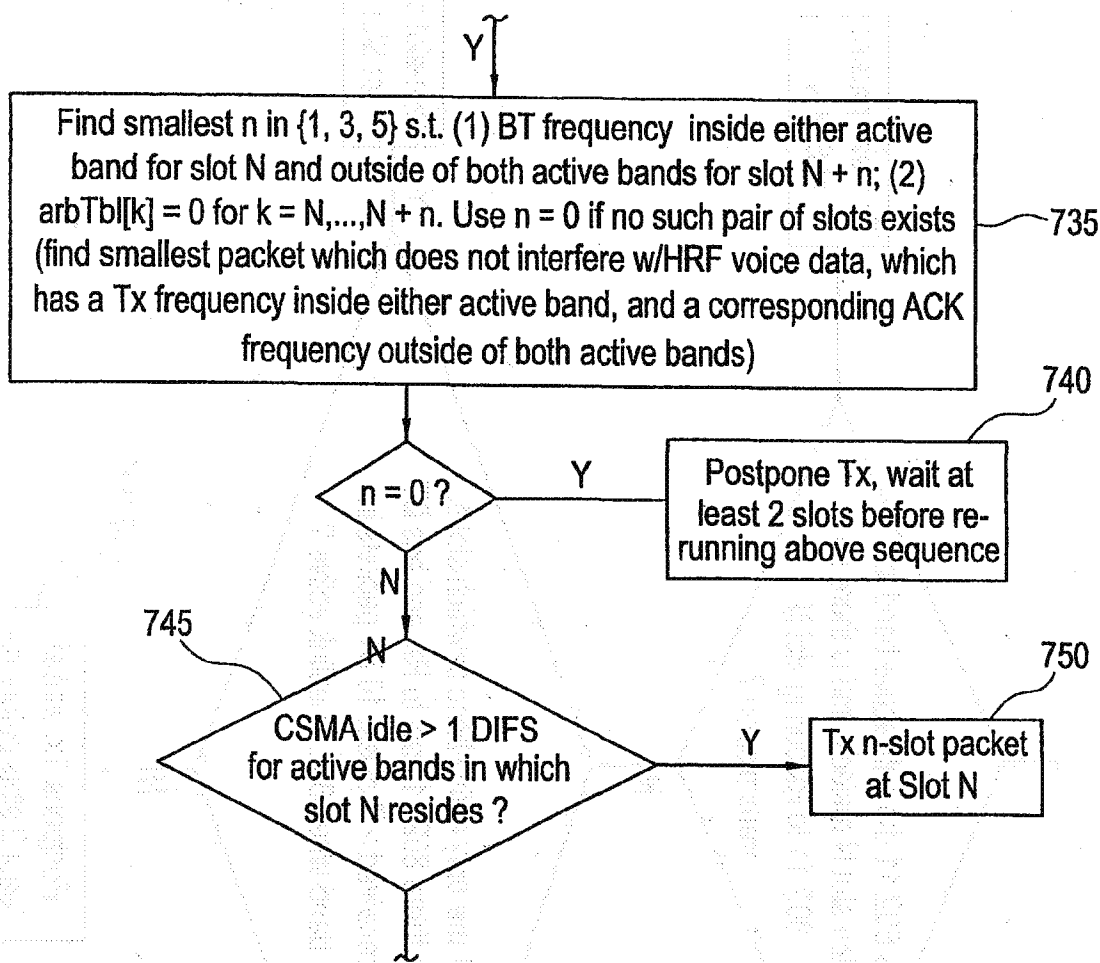 Y
Find smallest n in {1, 3, 5} s.t. (1) BT frequency inside either active
band for slot N and outside of both active bands for slot N + n; (2)
arbTbl[k] = 0 for k = N,...,N + n. Use n = 0 if no such pair of slots exists
(find smallest packet which does not interfere w/HRF voice data, which
has a Tx frequency inside either active band, and a corresponding ACK
frequency outside of both active bands)
735
740
n = 0 ?
Y
Postpone Tx, wait at
least 2 slots before re-
running above sequence
N
745
N
CSMA idle > 1 DIFS
for active bands in which
slot N resides ?
Y
750
Tx n-slot packet
at Slot N